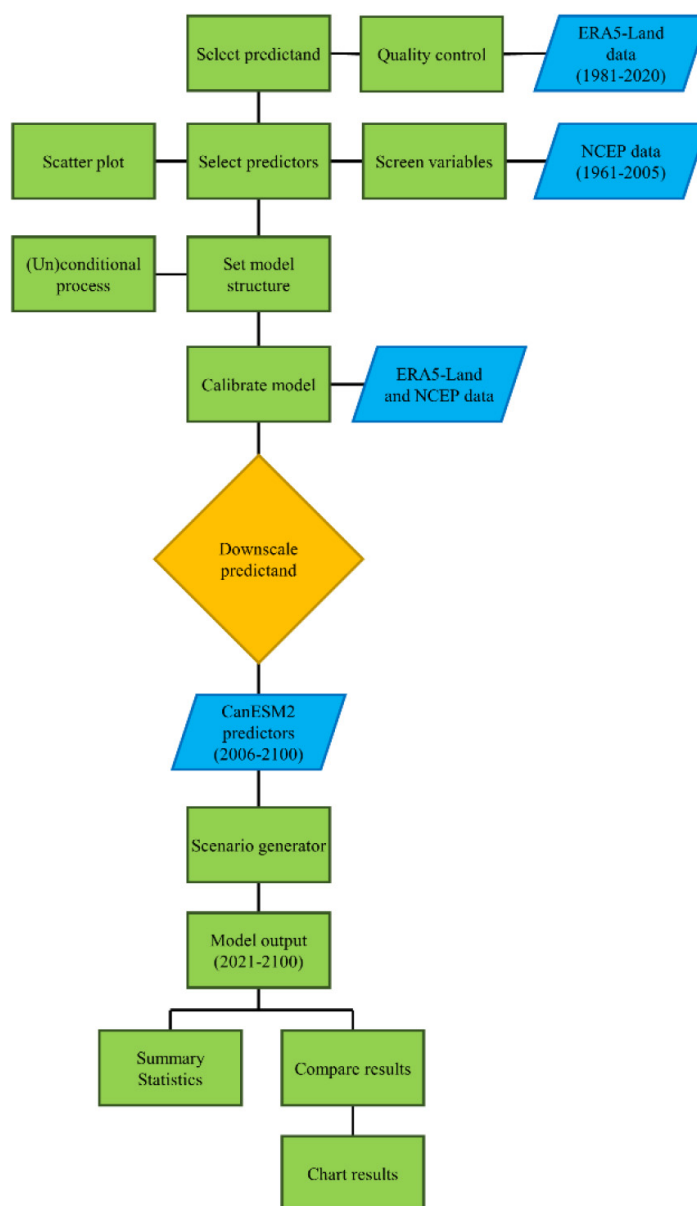 Select predictand
Quality control
ERA5-Land
data
(1981-2020)
Scatter plot
Select predictors
Screen variables
NCEP data
(1961-2005)
(Un)conditional
process
Set model
structure
Calibrate model
ERA5-Land
and NCEP data
Downscale
predictand
CanESM2
predictors
(2006-2100)
Scenario generator
Model output
(2021-2100)
Summary
Statistics
Compare results
Chart results